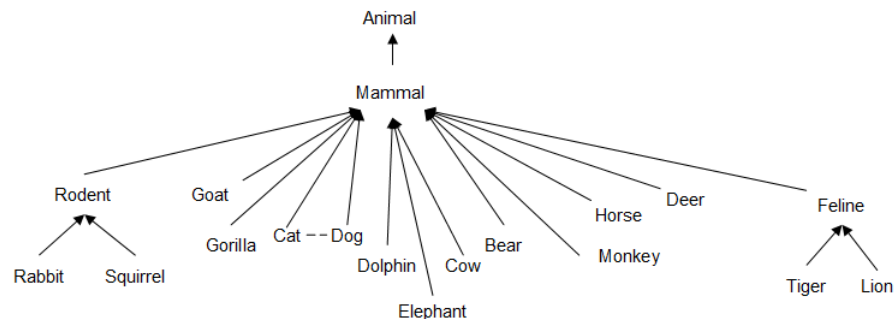 Animal
Mammal
Rodent
Goat
Deer
Feline
Horse
Gorilla
Cat -- Dog
Bear
Monkey
Dolphin
Cow
Rabbit
Squirrel
Tiger
Lion
Elephant